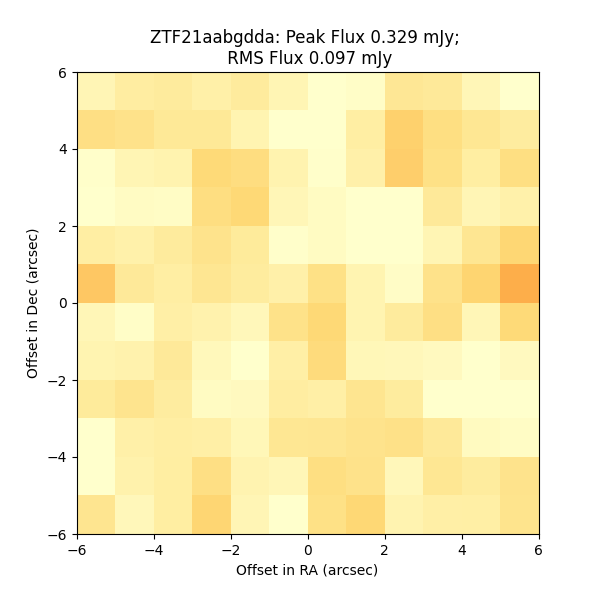 ZTF21aabgdda: Peak Flux 0.329 mJy;
RMS Flux 0.097 mJy
6
4
2
0
−2
−4
−6
Offset in Dec (arcsec)
−6 −4 −2 0 2 4 6
Offset in RA (arcsec)